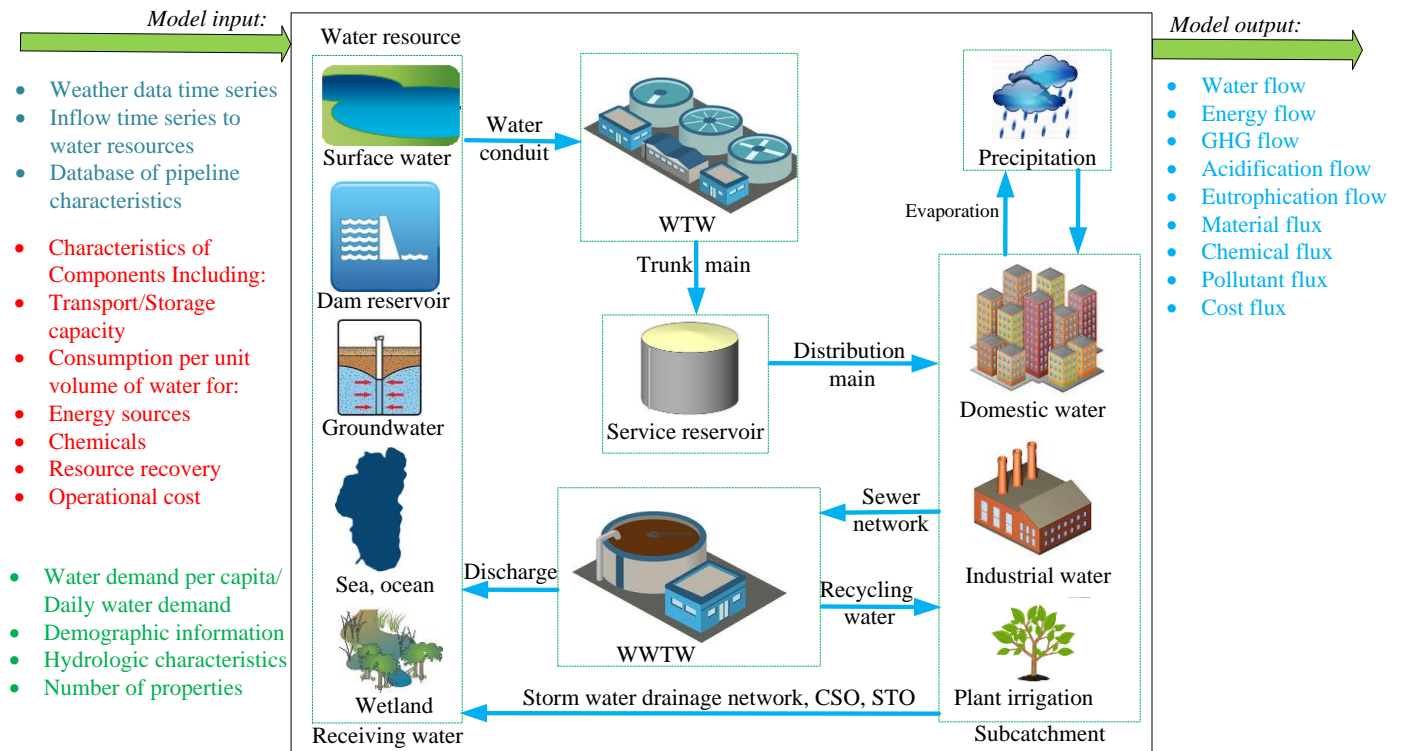 Model input:
Weather data time series
Inflow time series to
water resources
Database of pipeline
characteristics
Characteristics of
Components Including:
Transport/Storage
capacity
Consumption per unit
volume of water for:
Energy sources
Chemicals
Resource recovery
Operational cost
Water demand per capita/
Daily water demand
Demographic information
Hydrologic characteristics
Number of properties
Water resource
Surface water
Dam reservoir
Groundwater
Sea, ocean
Wetland
Receiving water
Water
conduit
WTW
Trunk main
Service reservoir
Distribution
main
Precipitation
Evaporation
Domestic water
Industrial water
Plant irrigation
Subcatchment
Sewer
network
Discharge
Recycling
water
WWTW
Storm water drainage network, CSO, STO
Model output:
Water flow
Energy flow
GHG flow
Acidification flow
Eutrophication flow
Material flux
Chemical flux
Pollutant flux
Cost flux